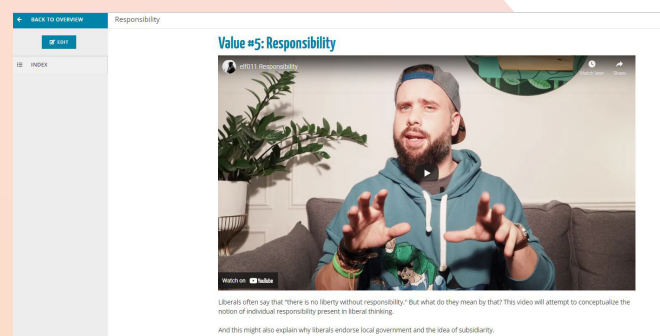 BACK TO OVERVIEW
Responsibility
EDIT
INDEX
Value #5: Responsibility
elf011 Responsibility
Watch later
Share
Watch on YouTube
Liberals often say that "there is no liberty without responsibility." But what do they mean by that? This video will attempt to conceptualize the
notion of individual responsibility present in liberal thinking.
And this might also explain why liberals endorse local government and the idea of subsidiarity.